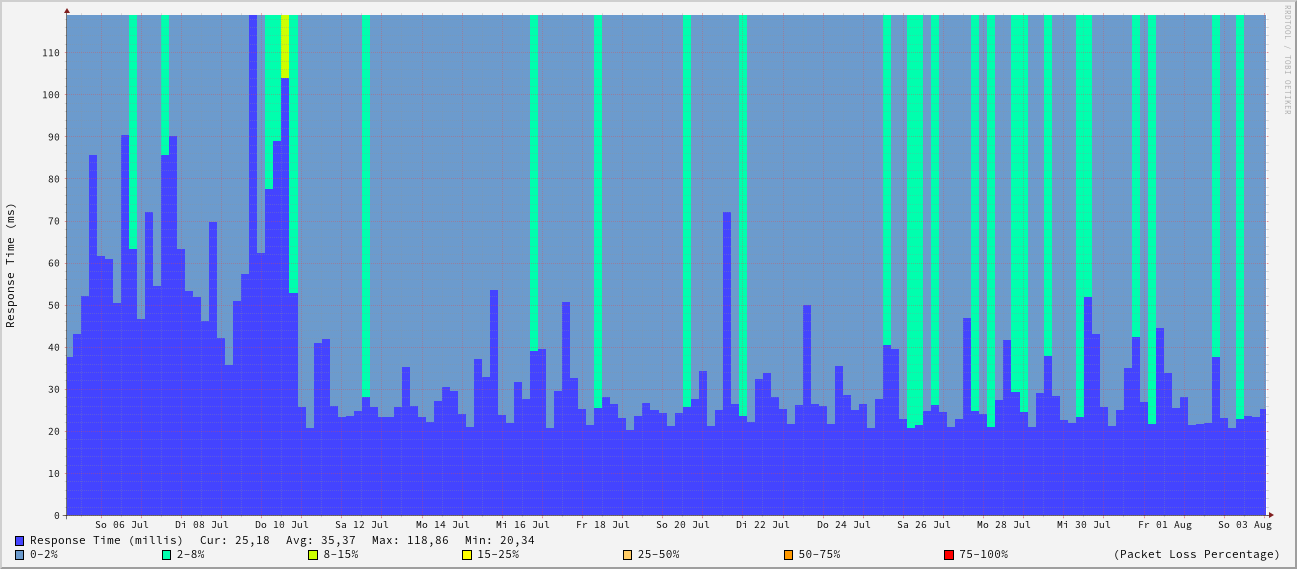 RRDTOOL / TOBI OETIKER
Response Time (ms)
110
100
90
80
70
60
50
40
30
20
10
0
So 06 Jul Di 08 Jul Do 10 Jul Sa 12 Jul Mo 14 Jul Mi 16 Jul Fr 18 Jul So 20 Jul Di 22 Jul Do 24 Jul Sa 26 Jul Mo 28 Jul Mi 30 Jul Fr 01 Aug So 03 Aug
Response Time (millis) Cur: 25,18 Avg: 35,37 Max: 118,86 Min: 20,34
0-2% 2-8% 8-15% 15-25% 25-50% 50-75% 75-100% (Packet Loss Percentage)